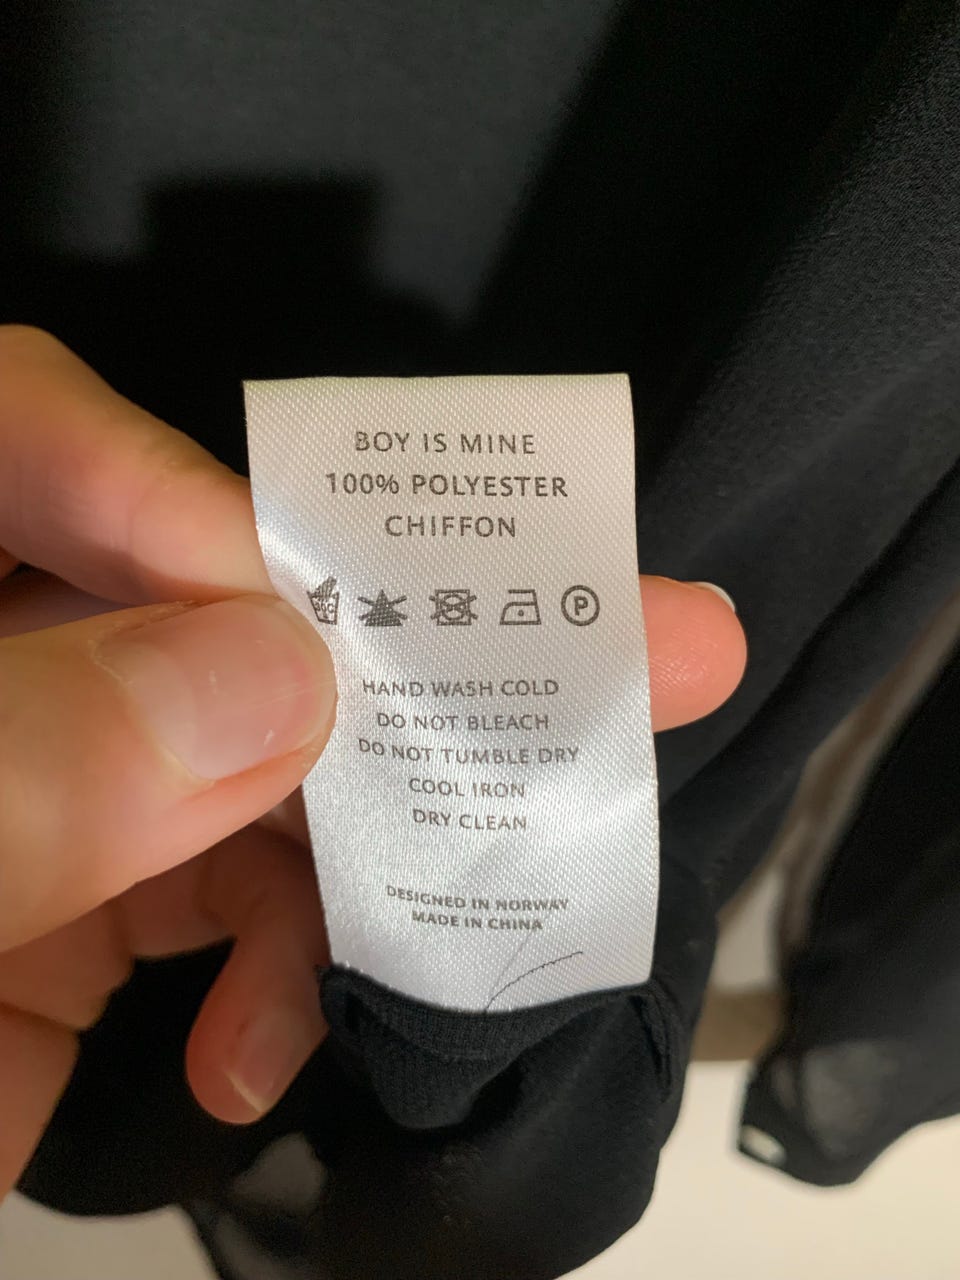 BOY IS MINE
100% POLYESTER
CHIFFON
P
HAND WASH COLD
DO NOT BLEACH
DO NOT TUMBLE DRY
COOL IRON
DRY CLEAN
DESIGNED IN NORWAY
MADE IN CHINA